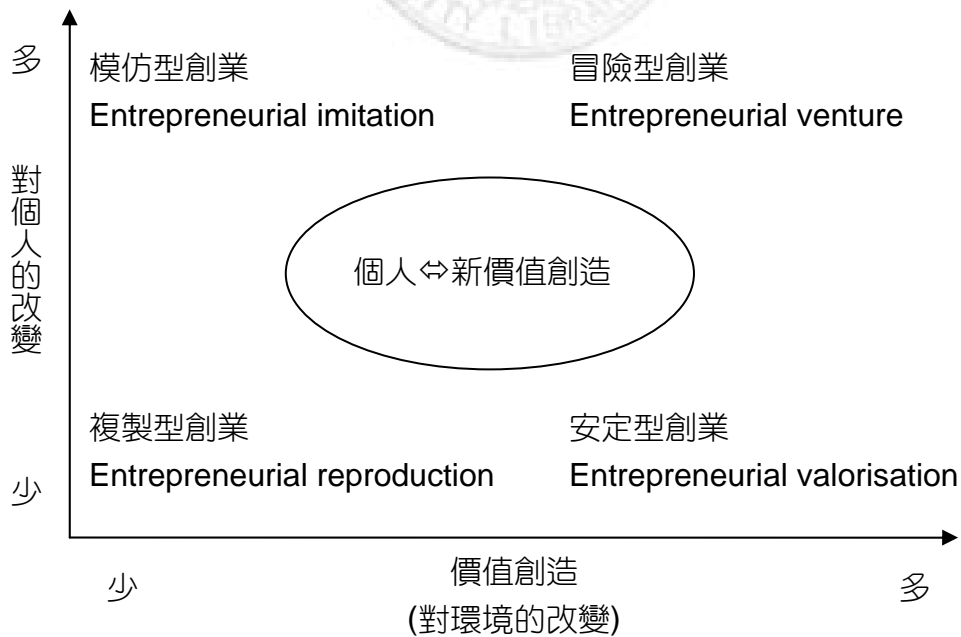 多
模仿型創業
Entrepreneurial imitation
冒險型創業
Entrepreneurial venture
對個人的改變
個人⇔新價值創造
複製型創業
Entrepreneurial reproduction
安定型創業
Entrepreneurial valorisation
少
少
價值創造
(對環境的改變)
多